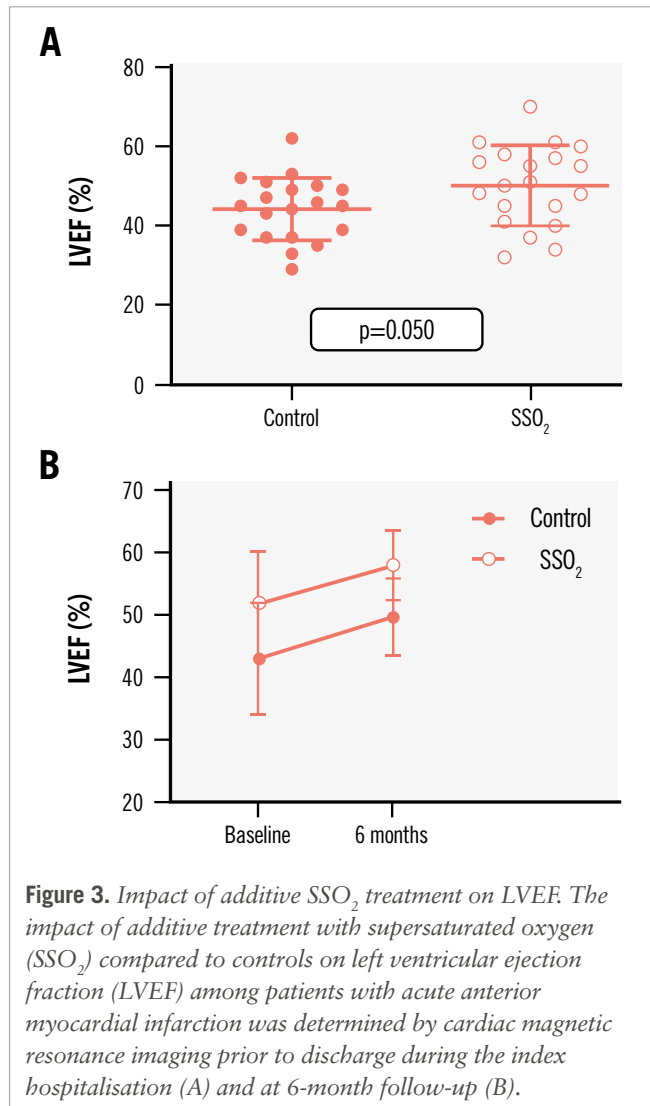 A
80
60
40
20
0
LVEF (%)
p=0.050
Control
SSO₂
B
70
60
50
40
30
20
LVEF (%)
Control
SSO₂
Baseline
6 months
Figure 3. Impact of additive SSO₂ treatment on LVEF. The
impact of additive treatment with supersaturated oxygen
(SSO₂) compared to controls on left ventricular ejection
fraction (LVEF) among patients with acute anterior
myocardial infarction was determined by cardiac magnetic
resonance imaging prior to discharge during the index
hospitalisation (A) and at 6-month follow-up (B).